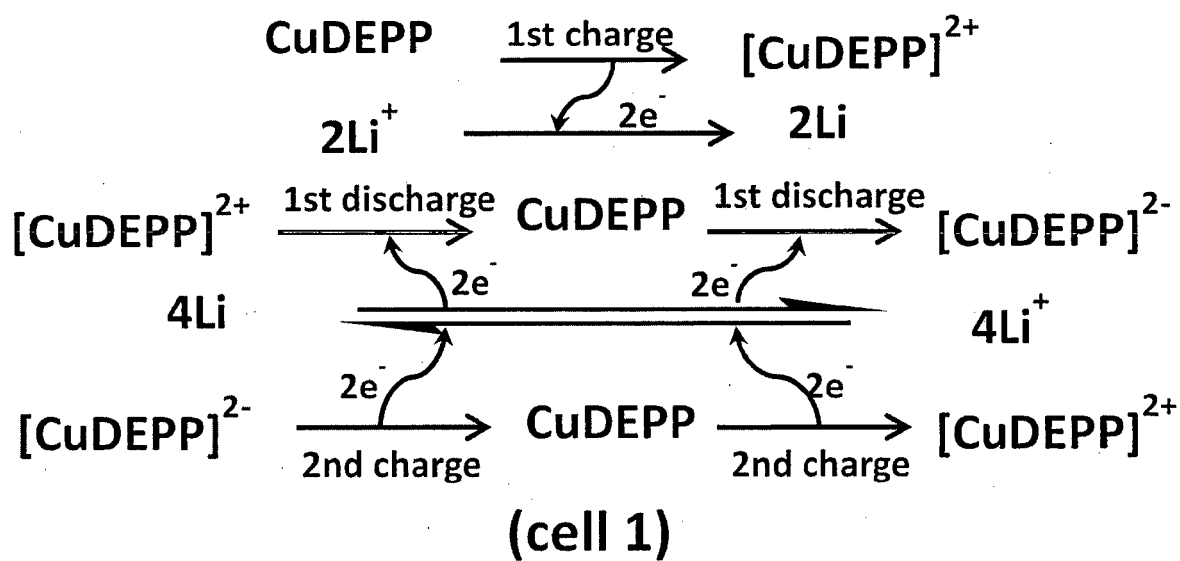 CuDEPP 1st charge [CuDEPP]²⁺
2Li⁺ 2e⁻ 2Li
[CuDEPP]²⁺ 1st discharge CuDEPP 1st discharge [CuDEPP]²⁻
2e⁻ 2e⁻
4Li 4Li⁺
2e⁻ 2e⁻
[CuDEPP]²⁻ CuDEPP [CuDEPP]²⁺
2nd charge 2nd charge
(cell 1)